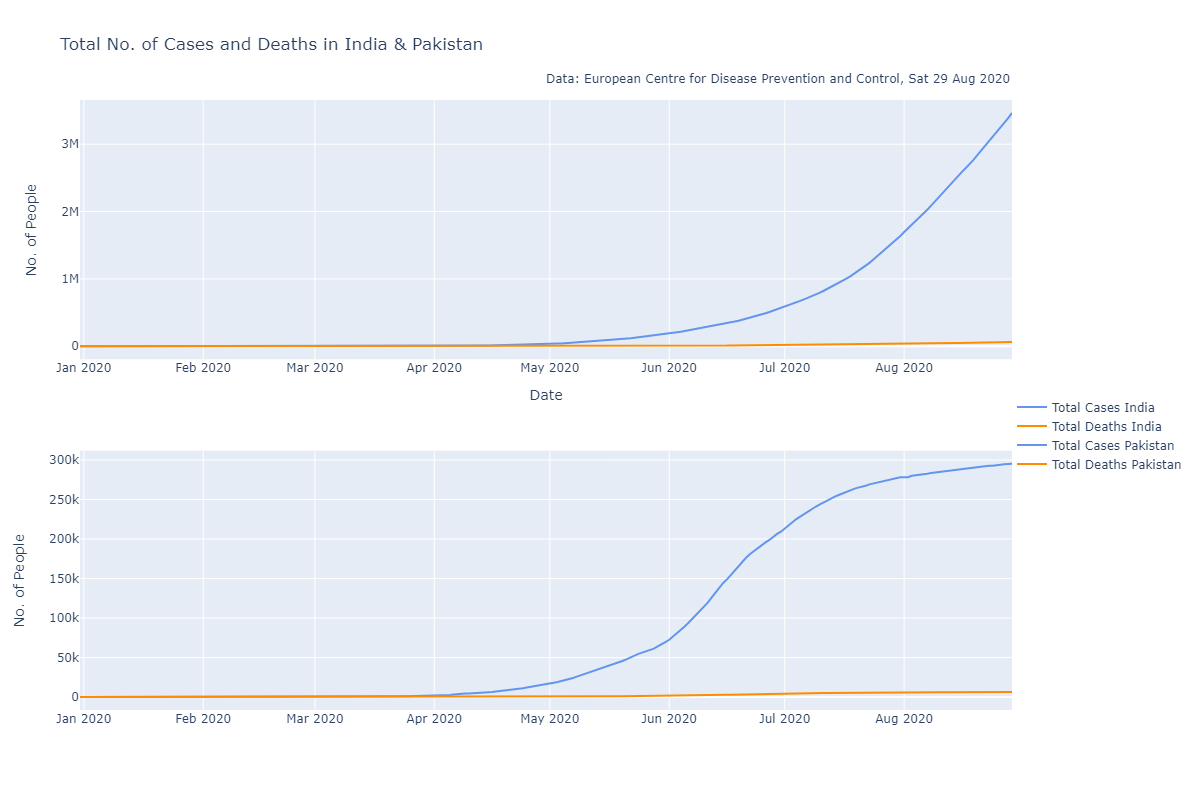 Total No. of Cases and Deaths in India & Pakistan
Data: European Centre for Disease Prevention and Control, Sat 29 Aug 2020
No. of People
3M
2M
1M
0
Jan 2020 Feb 2020 Mar 2020 Apr 2020 May 2020 Jun 2020 Jul 2020 Aug 2020
Date
Total Cases India
Total Deaths India
Total Cases Pakistan
Total Deaths Pakistan
No. of People
300k
250k
200k
150k
100k
50k
0
Jan 2020 Feb 2020 Mar 2020 Apr 2020 May 2020 Jun 2020 Jul 2020 Aug 2020